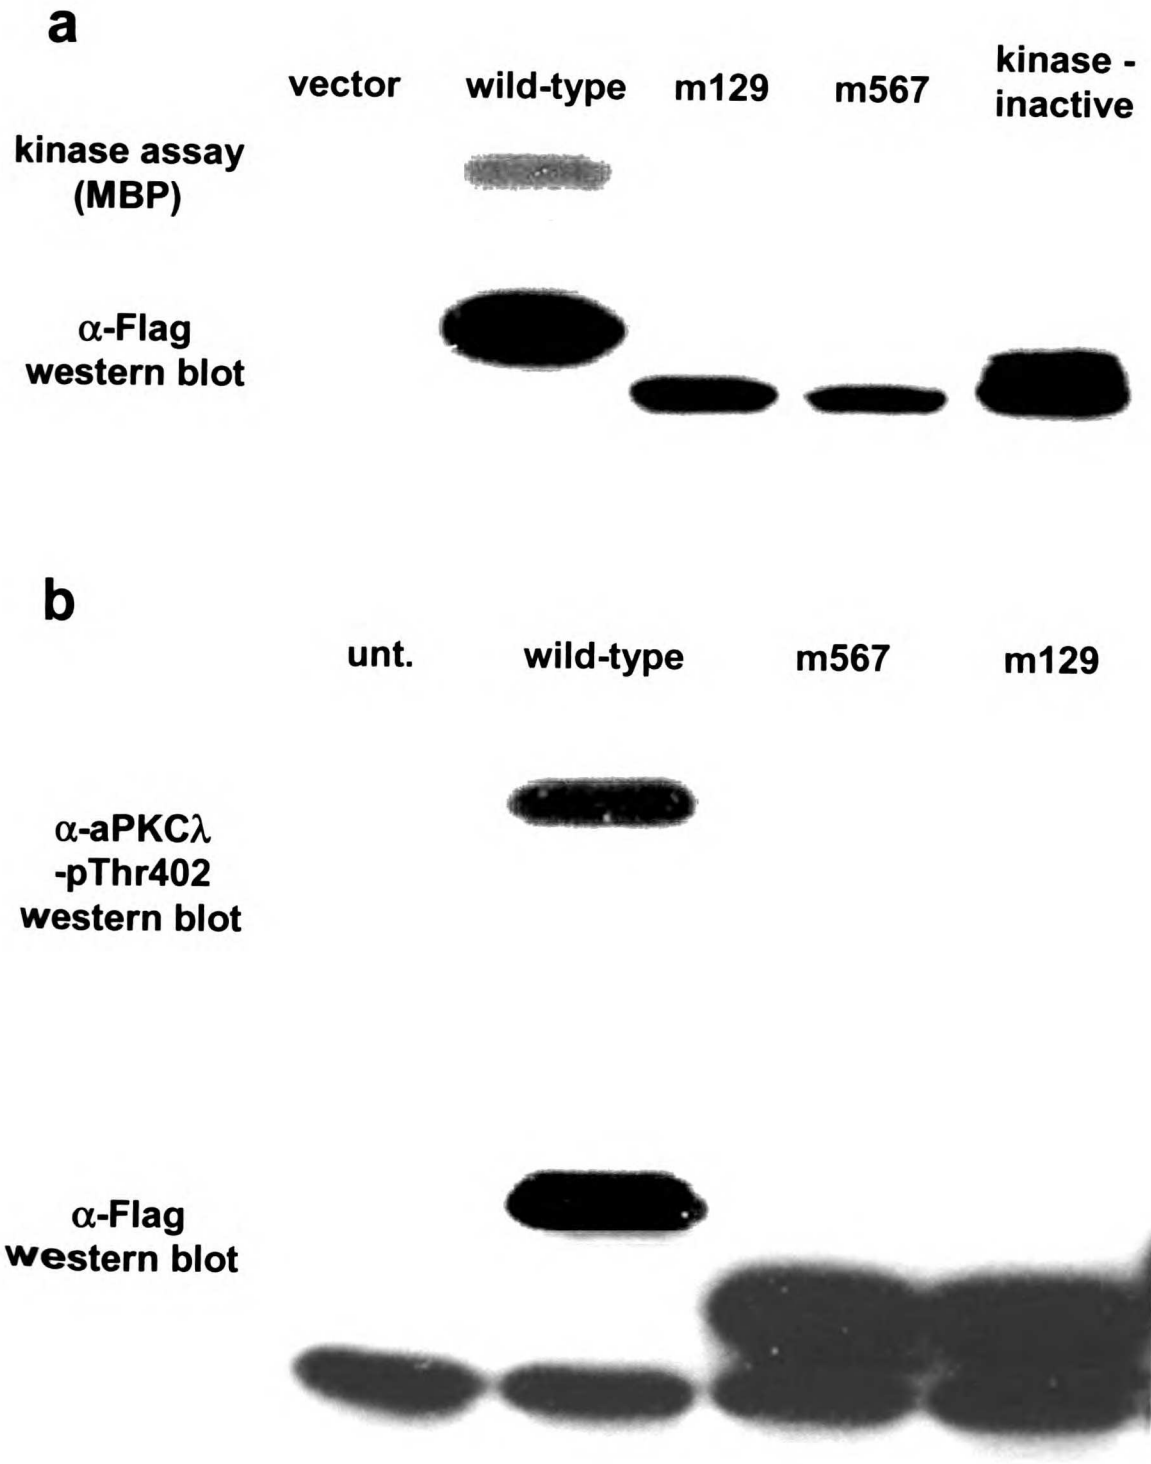 a
vector
wild-type
m129
m567
kinase -
inactive
kinase assay
(MBP)
α-Flag
western blot
b
unt.
wild-type
m567
m129
α-aPKCλ
-pThr402
western blot
α-Flag
western blot